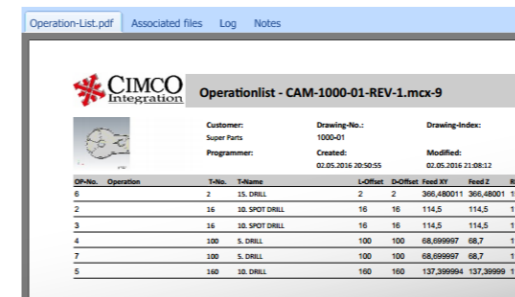 Operation-List.pdf Associated files Log Notes
CIMCO
Integration
Operationlist - CAM-1000-01-REV-1.mcx-9
Customer: Drawing-No.: Drawing-Index:
Super Parts 1000-01
Programmer: Created: Modified:
02.05.2016 20:50:55 02.05.2016 21:08:12
OP-No. Operation T-No. T-Name L-Offset D-Offset Feed XY Feed Z
6 2 15. DRILL 2 2 366,480011 366,48001
2 16 10. SPOT DRILL 16 16 114,5 114,5
3 16 10. SPOT DRILL 16 16 114,5 114,5
4 100 5. DRILL 100 100 68,699997 68,7
7 100 5. DRILL 100 100 68,699997 68,7
5 160 10. DRILL 160 160 137,399994 137,39999